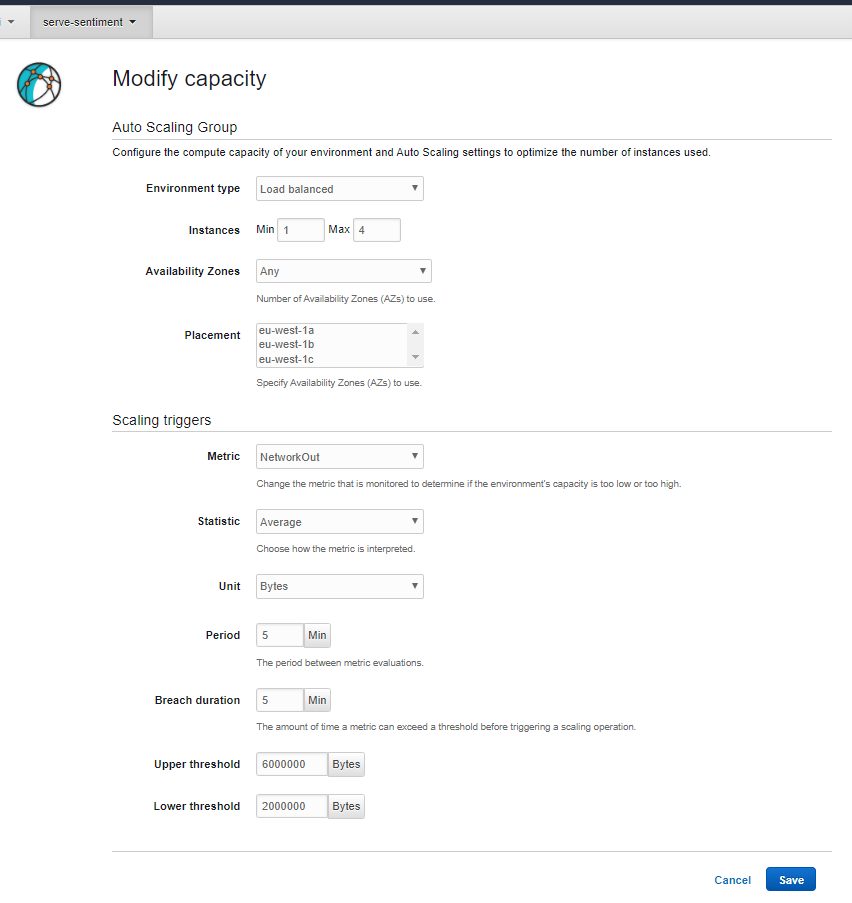 serve-sentiment
Modify capacity
Auto Scaling Group
Configure the compute capacity of your environment and Auto Scaling settings to optimize the number of instances used.
Environment type Load balanced
Instances Min 1 Max 4
Availability Zones Any
Number of Availability Zones (AZs) to use.
Placement eu-west-1a
eu-west-1b
eu-west-1c
Specify Availability Zones (AZs) to use.
Scaling triggers
Metric NetworkOut
Change the metric that is monitored to determine if the environment's capacity is too low or too high.
Statistic Average
Choose how the metric is interpreted.
Unit Bytes
Period 5 Min
The period between metric evaluations.
Breach duration 5 Min
The amount of time a metric can exceed a threshold before triggering a scaling operation.
Upper threshold 6000000 Bytes
Lower threshold 2000000 Bytes
Cancel Save